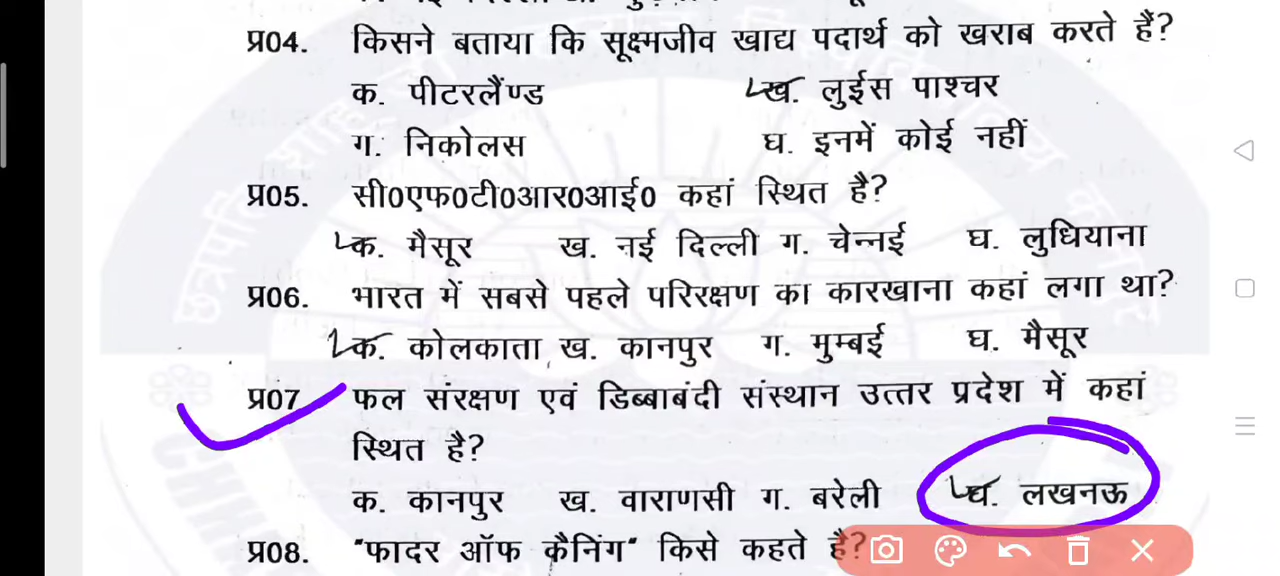 प्र04. किसने बताया कि सूक्ष्मजीव खाद्य पदार्थ को खराब करते हैं?
क. पीटरलैंण्ड ख. लुईस पाश्चर
ग. निकोलस घ. इनमें कोई नहीं
प्र05. सी0एफ0टी0आर0आई0 कहां स्थित है?
क. मैसूर ख. नई दिल्ली ग. चेन्नई घ. लुधियाना
प्र06. भारत में सबसे पहले परिरक्षण का कारखाना कहां लगा था?
क. कोलकाता ख. कानपुर ग. मुम्बई घ. मैसूर
प्र07 फल संरक्षण एवं डिब्बाबंदी संस्थान उत्तर प्रदेश में कहां
स्थित है?
क. कानपुर ख. वाराणसी ग. बरेली घ. लखनऊ
प्र08. "फादर ऑफ कैनिंग" किसे कहते है?